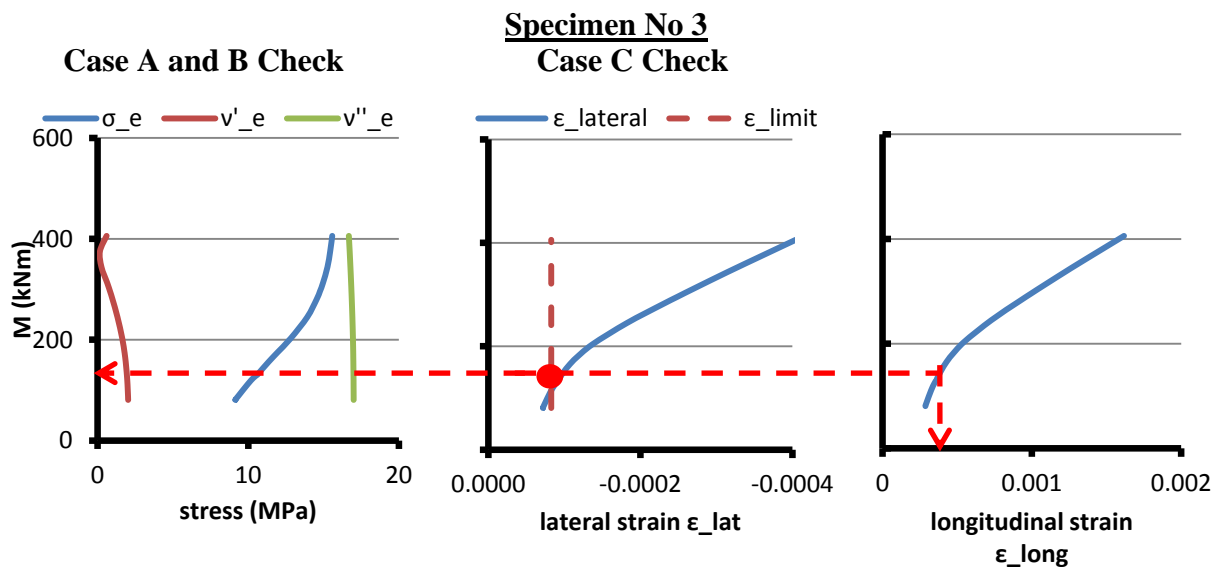 Specimen No 3
Case A and B Check
Case C Check
σ_e ν'_e ν''_e
600
400
200
0
M (kNm)
0 10 20
stress (MPa)
ε_lateral ε_limit
0.0000 -0.0002 -0.0004
lateral strain ε_lat
0 0.001 0.002
longitudinal strain
ε_long